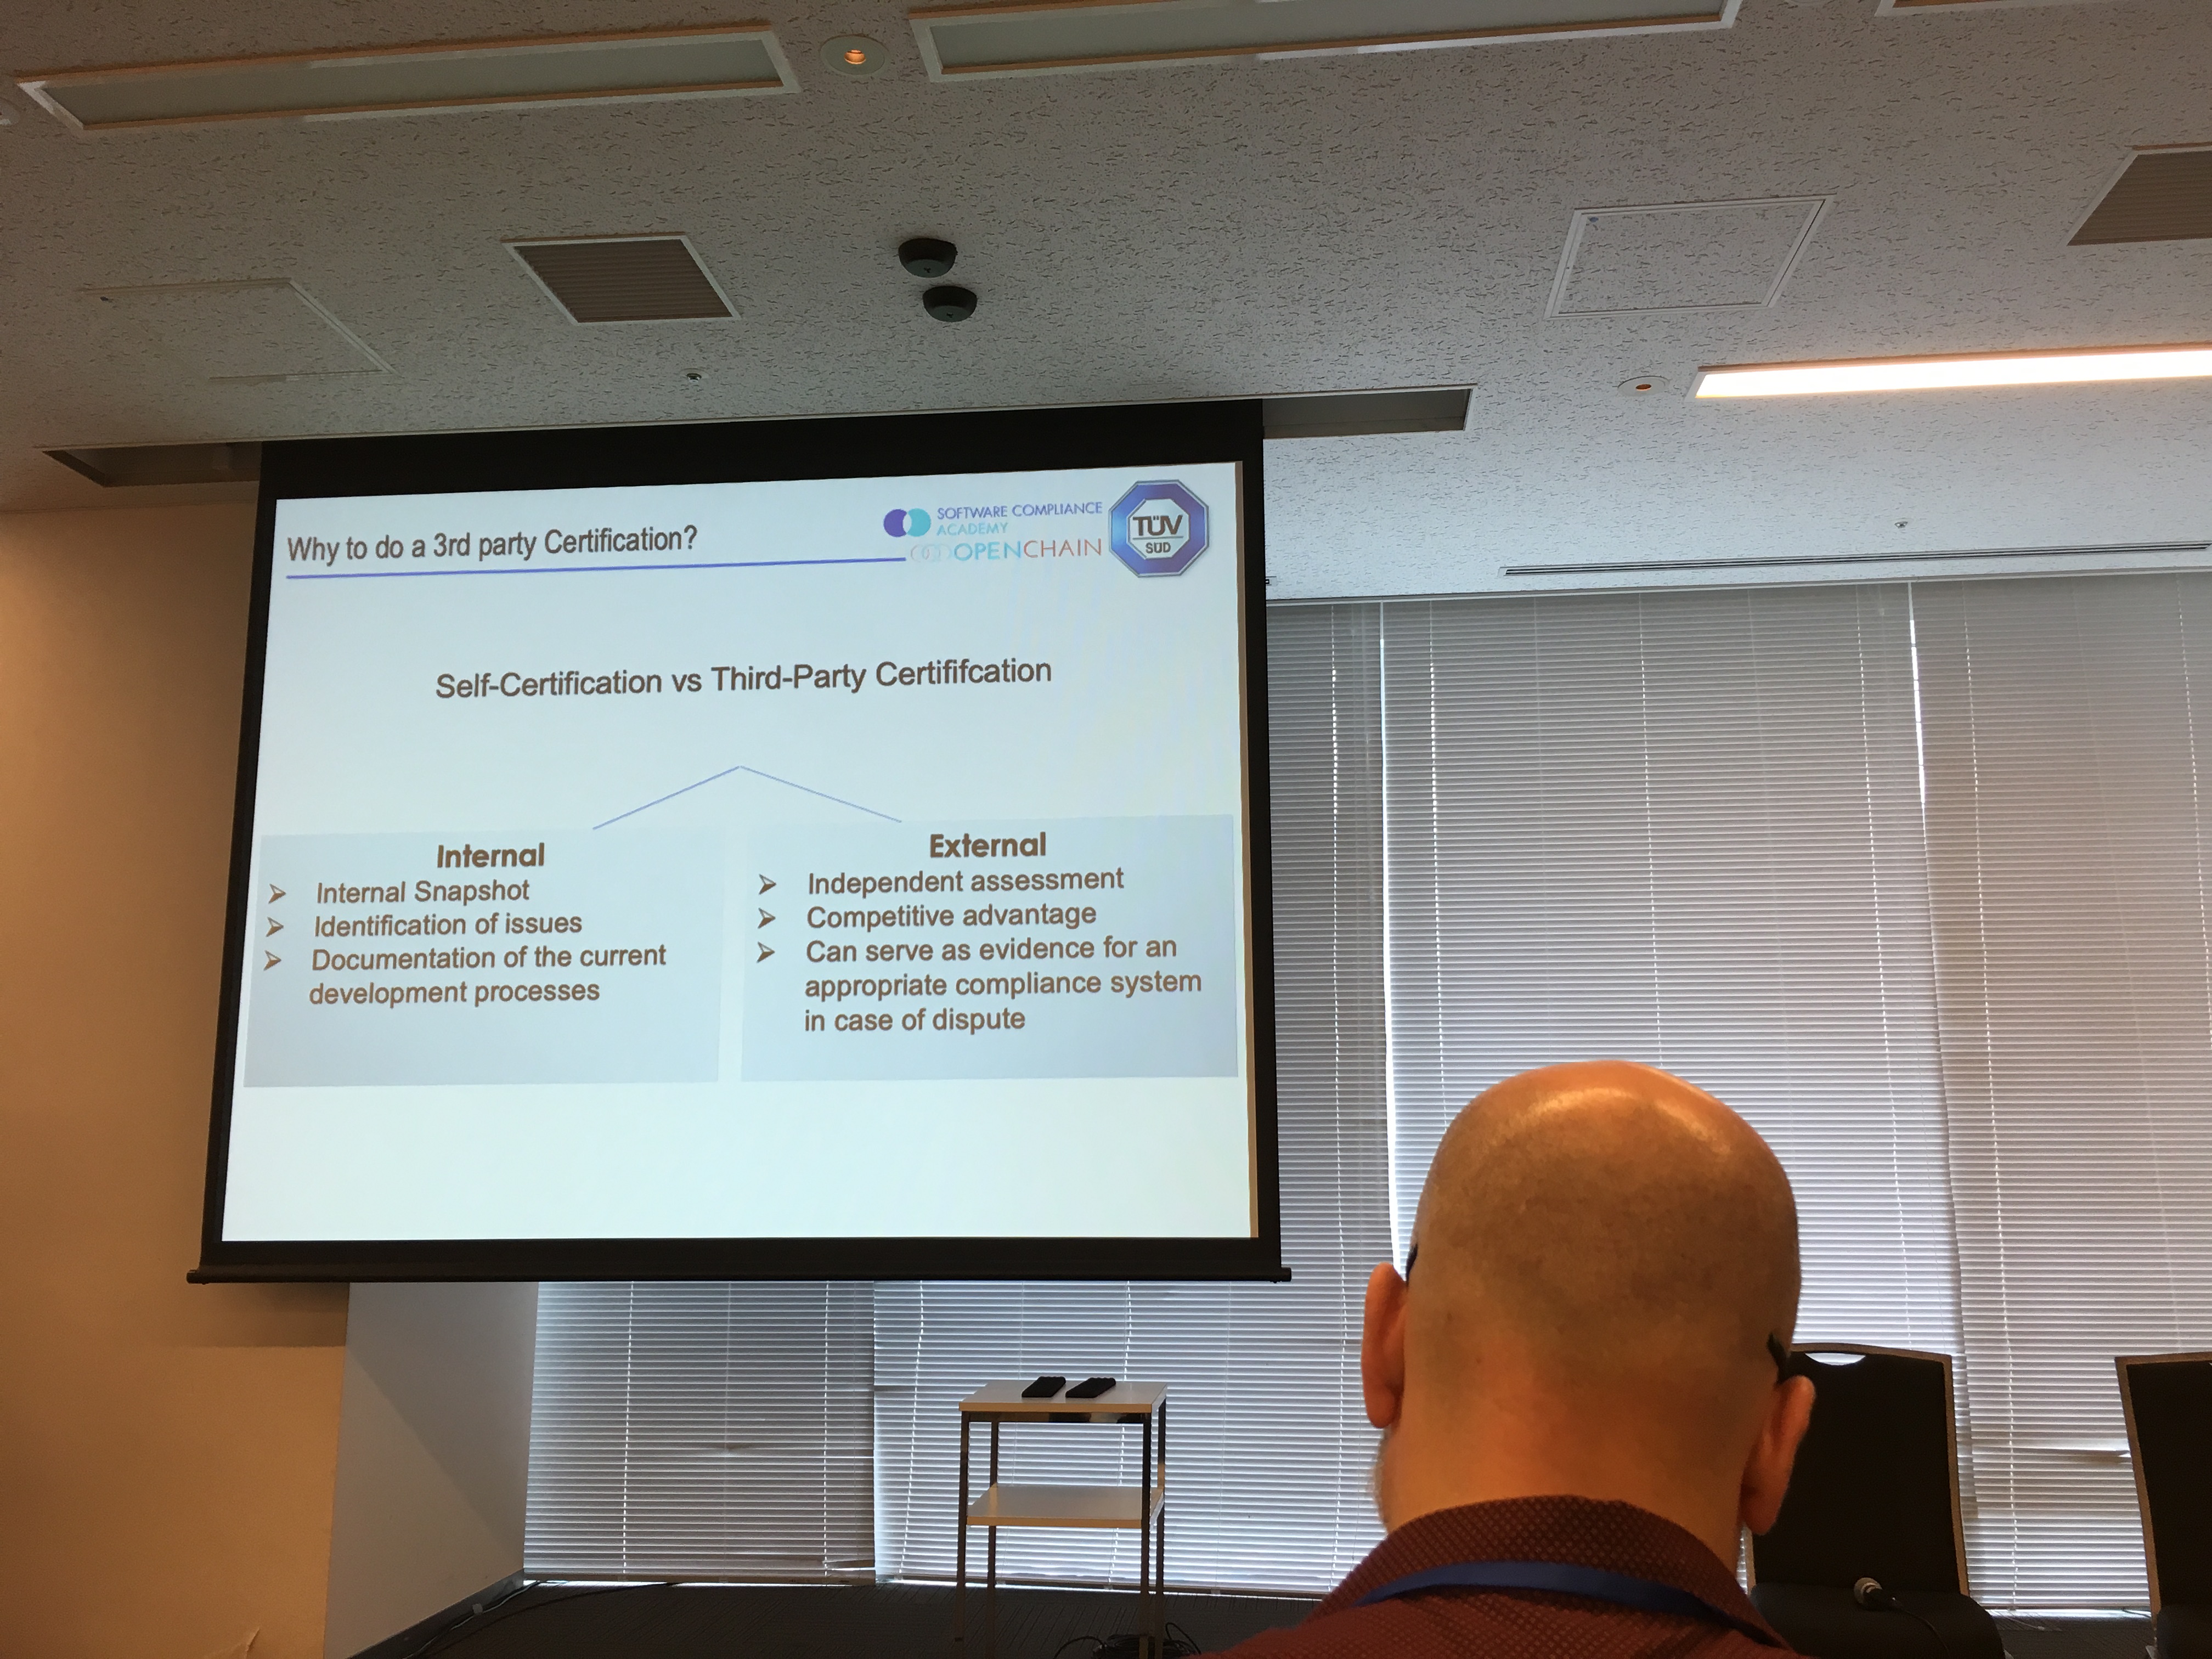 Why to do a 3rd party Certification?
SOFTWARE COMPLIANCE
ACADEMY
OPENCHAIN
TÜV
SÜD
Self-Certification vs Third-Party Certififcation
Internal
➢ Internal Snapshot
➢ Identification of issues
➢ Documentation of the current
development processes
External
➢ Independent assessment
➢ Competitive advantage
➢ Can serve as evidence for an
appropriate compliance system
in case of dispute